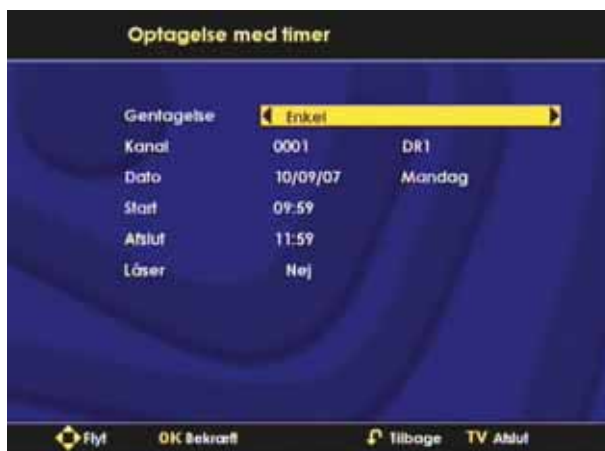 Optagelse med timer
Gentagelse Enkel
Kanal 0001 DR1
Dato 10/09/07 Mandag
Start 09:59
Afslut 11:59
Låser Nej
Flyt OK Bekræft Tilbage TV Afslut